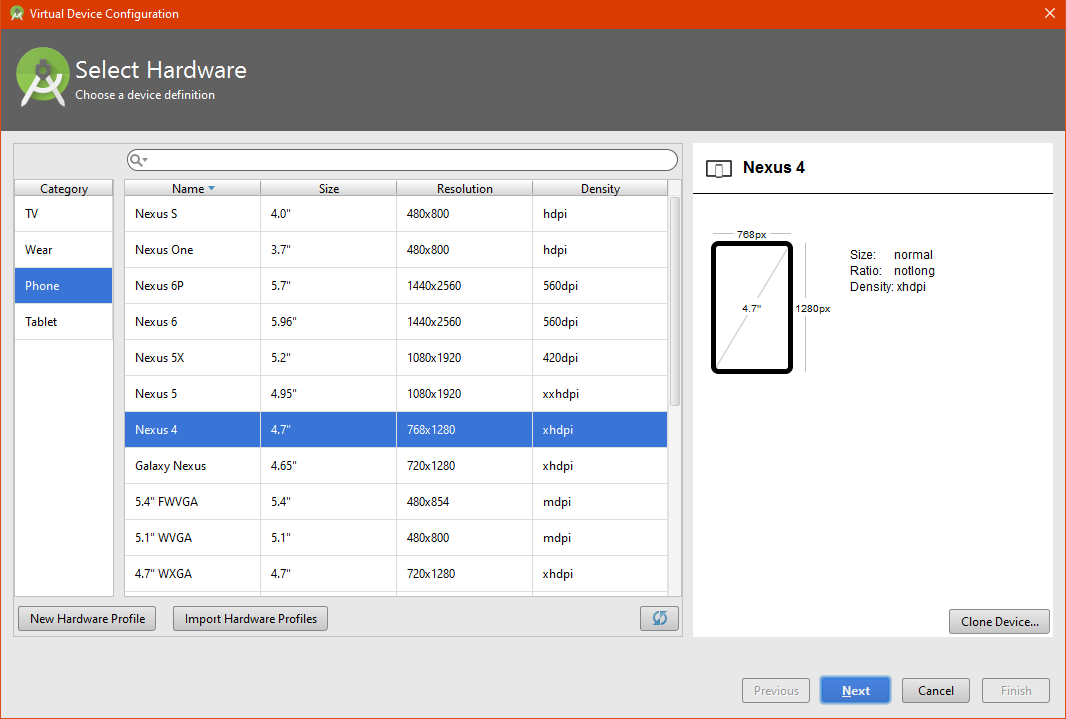 Virtual Device Configuration
Select Hardware
Choose a device definition
Category
TV
Wear
Phone
Tablet
Name Size Resolution Density
Nexus S 4.0" 480x800 hdpi
Nexus One 3.7" 480x800 hdpi
Nexus 6P 5.7" 1440x2560 560dpi
Nexus 6 5.96" 1440x2560 560dpi
Nexus 5X 5.2" 1080x1920 420dpi
Nexus 5 4.95" 1080x1920 xxhdpi
Nexus 4 4.7" 768x1280 xhdpi
Galaxy Nexus 4.65" 720x1280 xhdpi
5.4" FWVGA 5.4" 480x854 mdpi
5.1" WVGA 5.1" 480x800 mdpi
4.7" WXGA 4.7" 720x1280 xhdpi
New Hardware Profile Import Hardware Profiles
Nexus 4
768px
4.7"
1280px
Size: normal
Ratio: notlong
Density: xhdpi
Clone Device...
Previous Next Cancel Finish